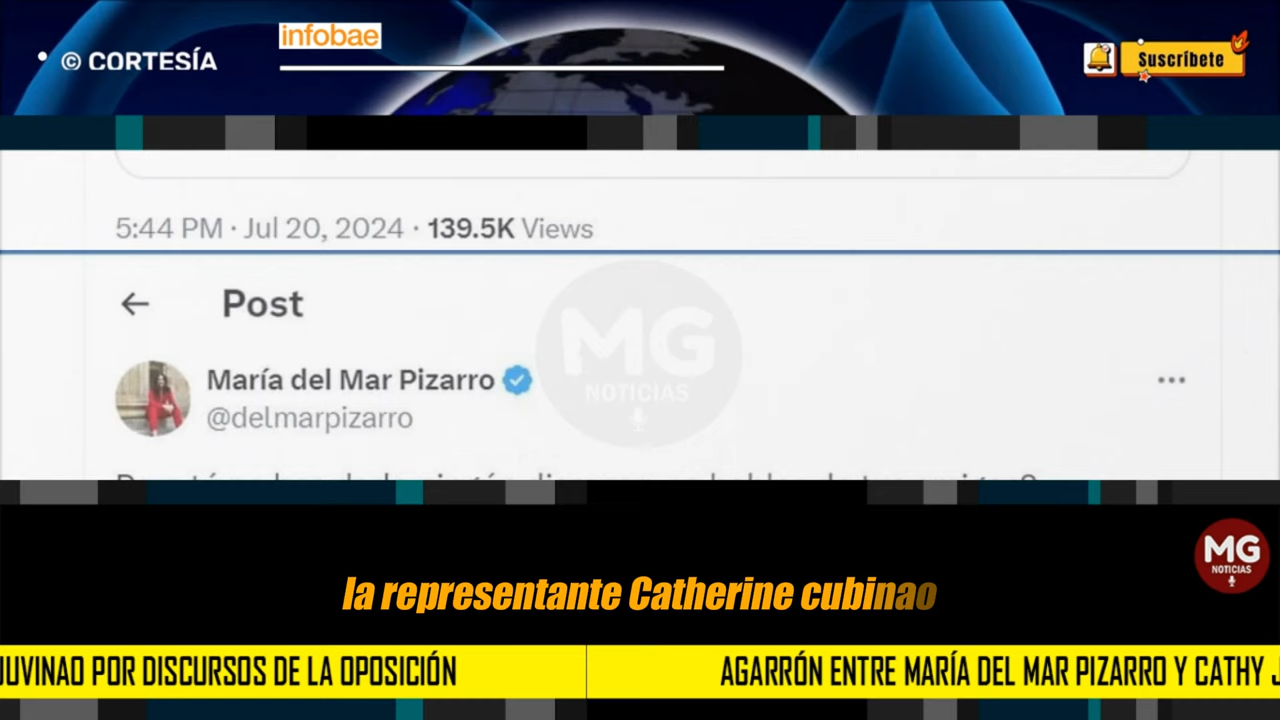 infobae
© CORTESÍA
Suscríbete
5:44 PM · Jul 20, 2024 · 139.5K Views
← Post
MG
NOTICIAS
María del Mar Pizarro
@delmarpizarro
MG
NOTICIAS
la representante Catherine cubinao
JUVINAO POR DISCURSOS DE LA OPOSICIÓN
AGARRÓN ENTRE MARÍA DEL MAR PIZARRO Y CATHY J